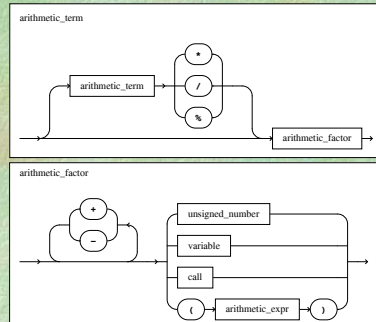 arithmetic_term
*
arithmetic_term
/
%
arithmetic_factor
arithmetic_factor
+
−
unsigned_number
variable
call
( arithmetic_expr )